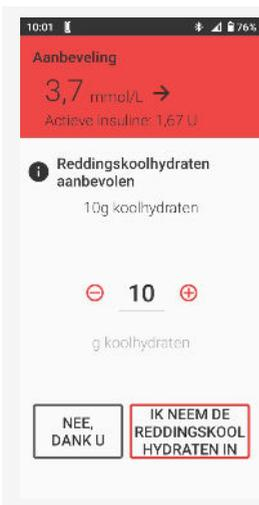 10:01 76%
Aanbeveling
3,7 mmol/L →
Actieve insuline: 1,67 U
Reddingskoolhydraten
aanbevolen
10g koolhydraten
10
g koolhydraten
NEE,
DANK U
IK NEEM DE
REDDINGSKOOL
HYDRATEN IN